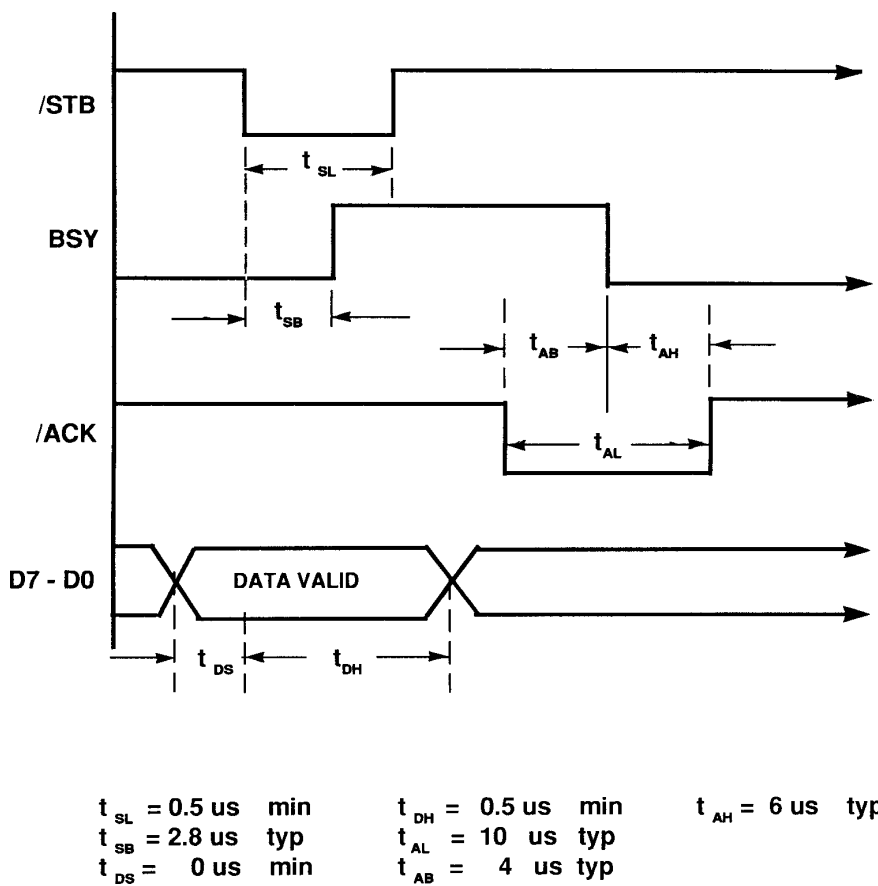 /STB
t SL
BSY
t SB
t AB t AH
/ACK
t AL
D7 - D0 DATA VALID
t DS t DH
t SL = 0.5 us min t DH = 0.5 us min t AH = 6 us typ
t SB = 2.8 us typ t AL = 10 us typ
t DS = 0 us min t AB = 4 us typ